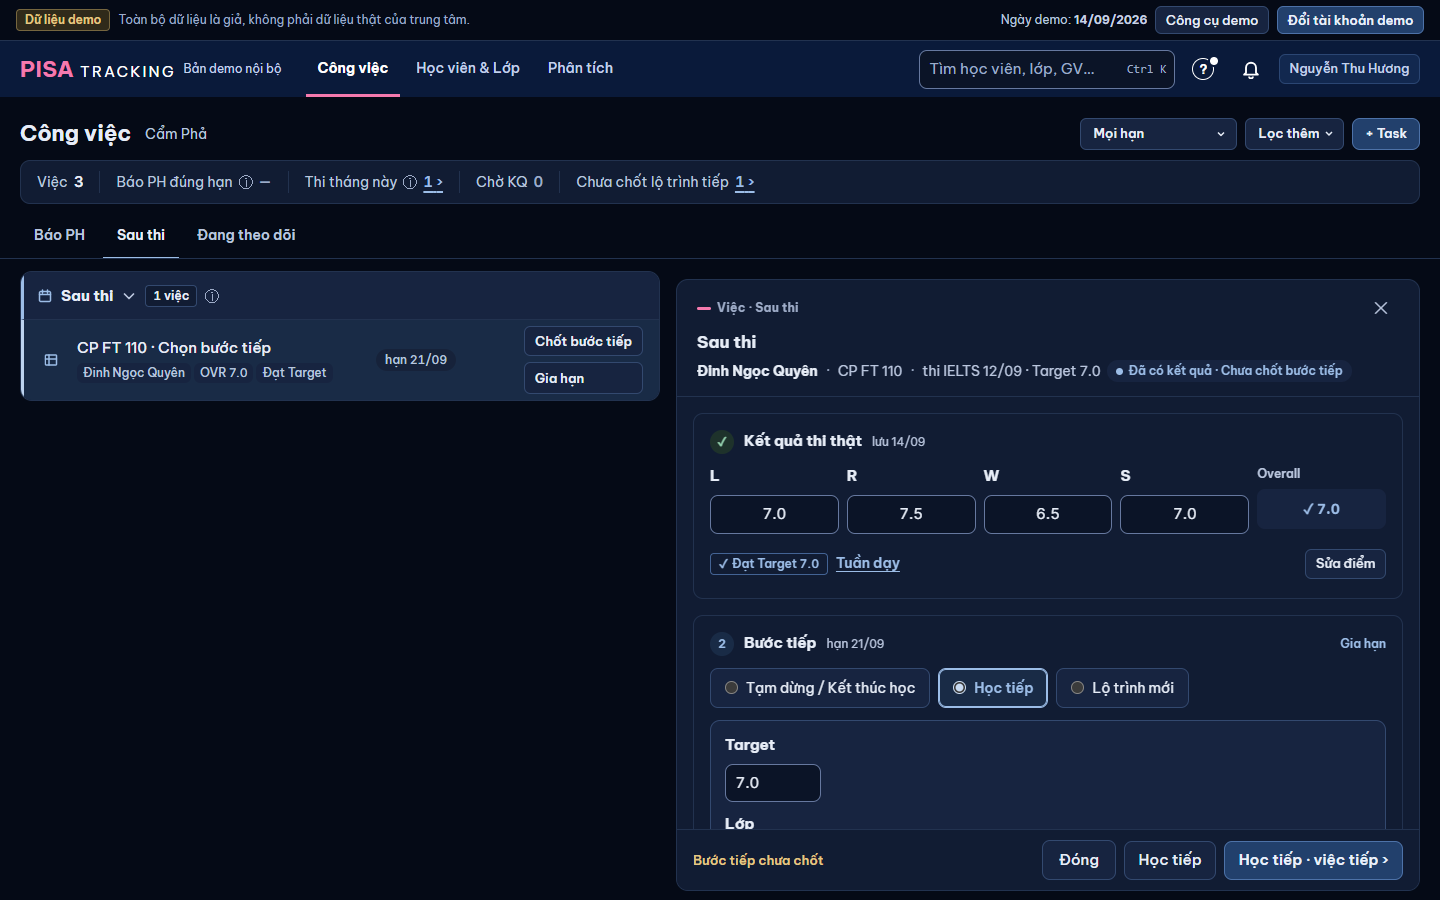 Dữ liệu demo Toàn bộ dữ liệu là giả, không phải dữ liệu thật của trung tâm. Ngày demo: 14/09/2026 Công cụ demo Đổi tài khoản demo
PISA TRACKING Bản demo nội bộ Công việc Học viên & Lớp Phân tích Tìm học viên, lớp, GV... Ctrl K ? Nguyễn Thu Hương
Công việc Cẩm Phả Mọi hạn Lọc thêm + Task
Việc 3 Báo PH đúng hạn ⓘ — Thi tháng này ⓘ 1 › Chờ KQ 0 Chưa chốt lộ trình tiếp 1 ›
Báo PH Sau thi Đang theo dõi
Sau thi 1 việc ⓘ
CP FT 110 · Chọn bước tiếp
Đinh Ngọc Quyên OVR 7.0 Đạt Target
hạn 21/09
Chốt bước tiếp
Gia hạn
Việc · Sau thi
Sau thi
Đinh Ngọc Quyên · CP FT 110 · thi IELTS 12/09 · Target 7.0 Đã có kết quả · Chưa chốt bước tiếp
✓ Kết quả thi thật lưu 14/09
L R W S Overall
7.0 7.5 6.5 7.0 ✓ 7.0
✓ Đạt Target 7.0 Tuần dạy Sửa điểm
2 Bước tiếp hạn 21/09 Gia hạn
Tạm dừng / Kết thúc học Học tiếp Lộ trình mới
Target
7.0
Lớp
Bước tiếp chưa chốt Đóng Học tiếp Học tiếp · việc tiếp ›